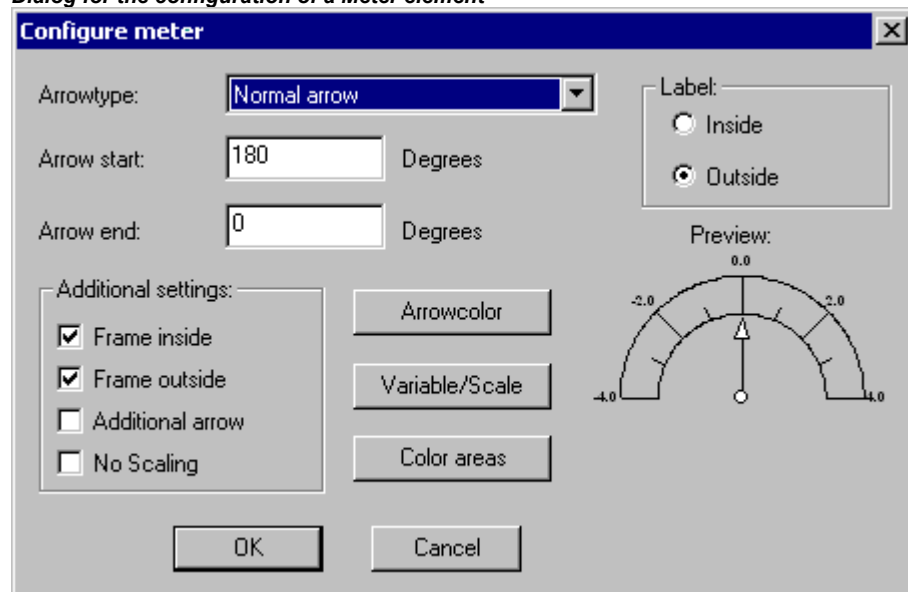 Dialog for the configuration of a Meter element
Configure meter
Arrowtype:
Normal arrow
Label:
Inside
Arrow start:
180
Degrees
Outside
Arrow end:
0
Degrees
Preview:
0.0
Additional settings:
-2.0
2.0
Arrowcolor
Frame inside
Frame outside
Variable/Scale
-4.0
4.0
Additional arrow
No Scaling
Color areas
OK
Cancel